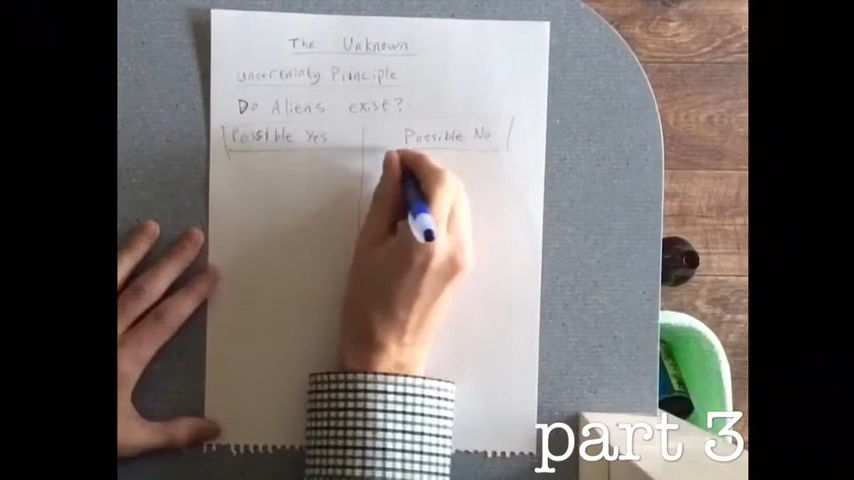 The Unknown
Uncertainty Principle
Do Aliens exist?
Possible Yes Possible No
part 3